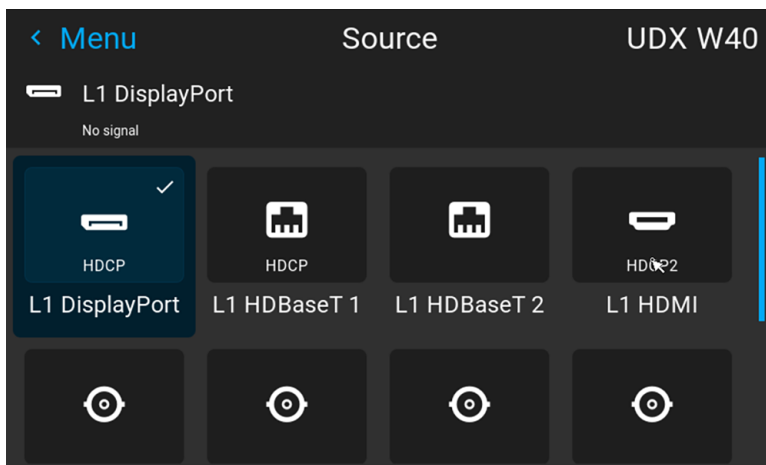 < Menu
Source
UDX W40
L1 DisplayPort
No signal
HDCP
HDCP
HDCP2
L1 DisplayPort
L1 HDBaseT 1
L1 HDBaseT 2
L1 HDMI